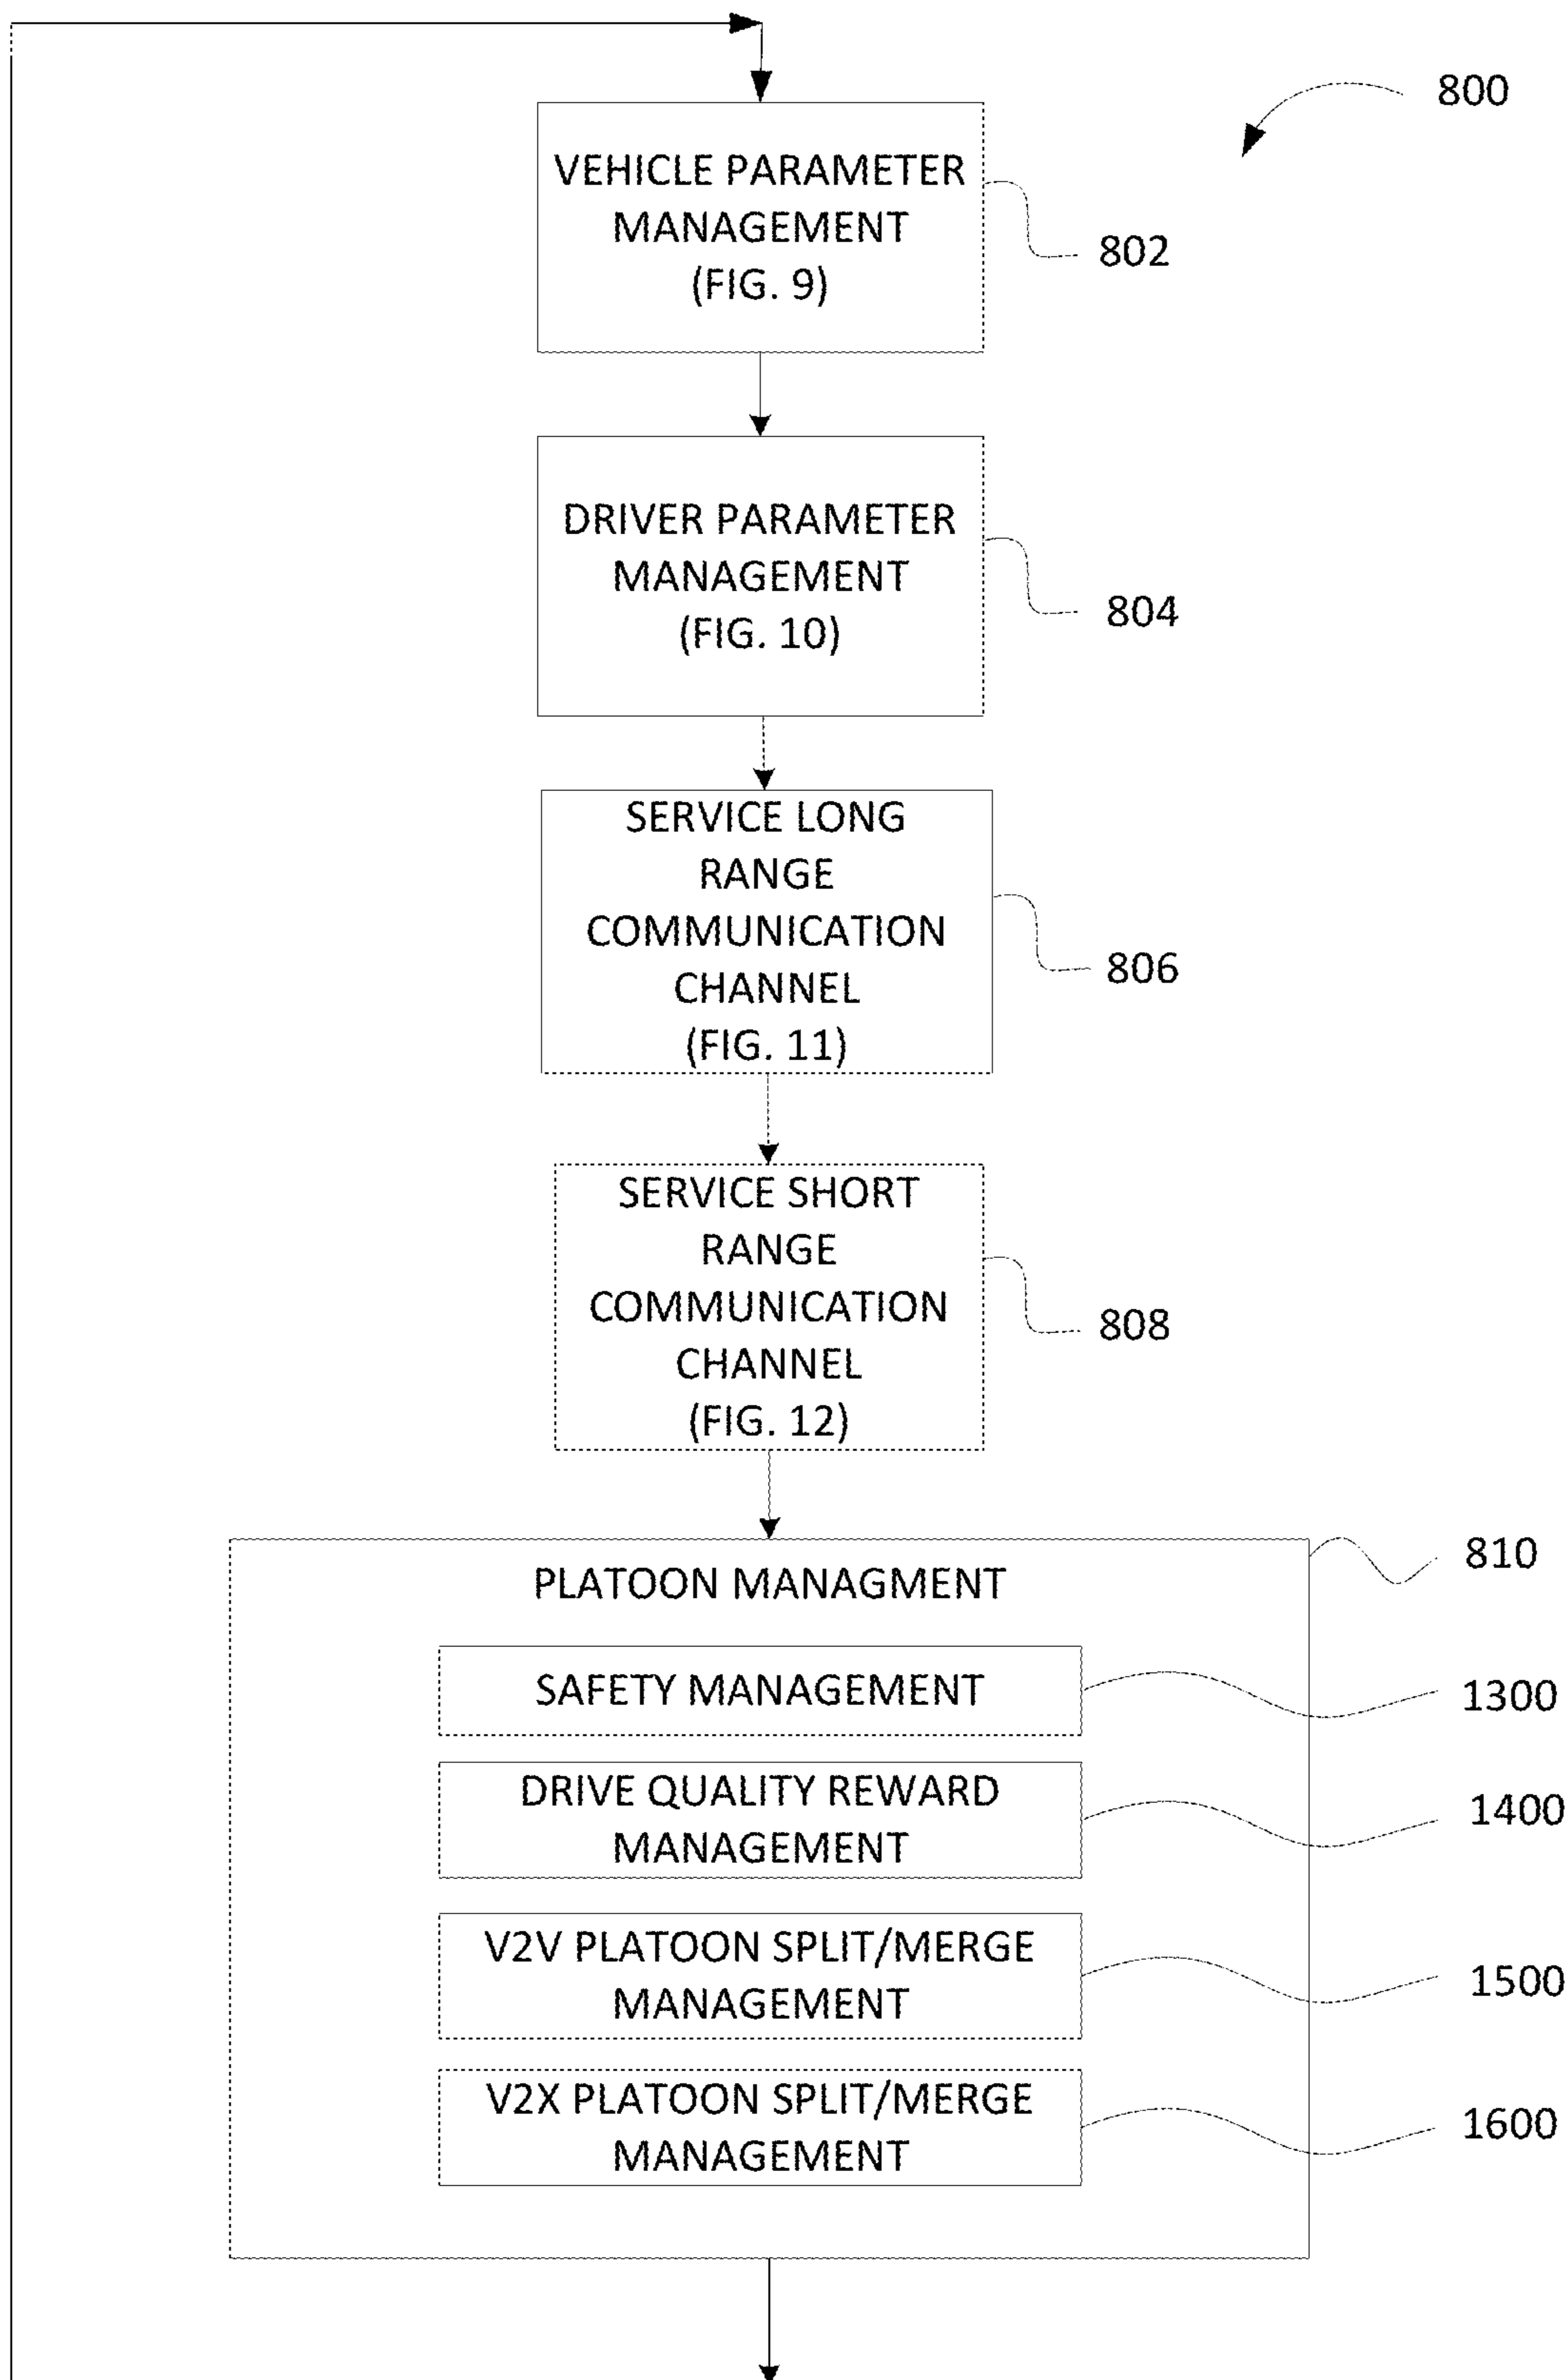 800
VEHICLE PARAMETER
MANAGEMENT
(FIG. 9)
802
DRIVER PARAMETER
MANAGEMENT
(FIG. 10)
804
SERVICE LONG
RANGE
COMMUNICATION
CHANNEL
(FIG. 11)
806
SERVICE SHORT
RANGE
COMMUNICATION
CHANNEL
(FIG. 12)
808
PLATOON MANAGMENT
810
SAFETY MANAGEMENT
1300
DRIVE QUALITY REWARD
MANAGEMENT
1400
V2V PLATOON SPLIT/MERGE
MANAGEMENT
1500
V2X PLATOON SPLIT/MERGE
MANAGEMENT
1600